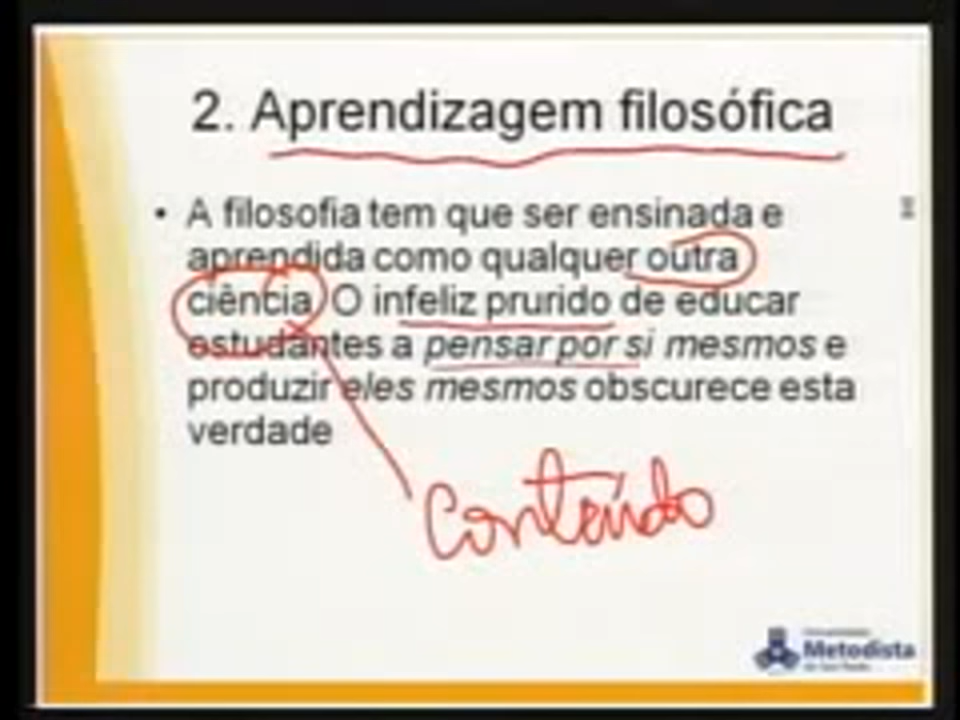 2. Aprendizagem filosófica
• A filosofia tem que ser ensinada e
aprendida como qualquer outra
ciência O infeliz prurido de educar
estudantes a pensar por si mesmos e
produzir eles mesmos obscurece esta
verdade
Conteúdo
Metodista